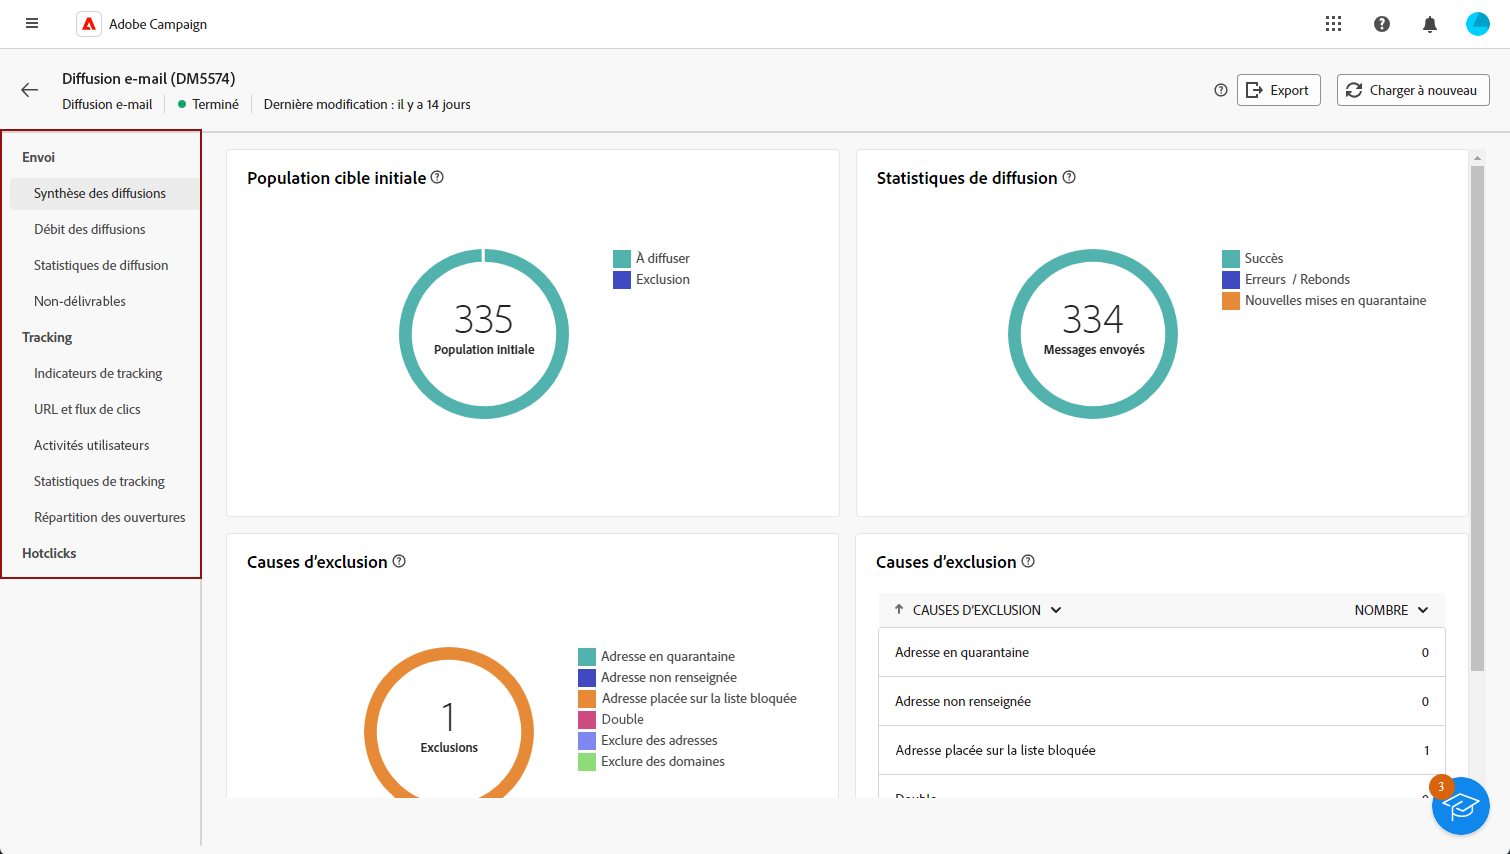 Adobe Campaign
Diffusion e-mail (DM5574)
Diffusion e-mail
Terminé
Dernière modification : il y a 14 jours
Export
Charger à nouveau
Envoi
Synthèse des diffusions
Débit des diffusions
Statistiques de diffusion
Non-délivrables
Tracking
Indicateurs de tracking
URL et flux de clics
Activités utilisateurs
Statistiques de tracking
Répartition des ouvertures
Hotclicks
Population cible initiale
335
Population initiale
À diffuser
Exclusion
Statistiques de diffusion
334
Messages envoyés
Succès
Erreurs / Rebonds
Nouvelles mises en quarantaine
Causes d’exclusion
1
Exclusions
Adresse en quarantaine
Adresse non renseignée
Adresse placée sur la liste bloquée
Double
Exclure des adresses
Exclure des domaines
Causes d’exclusion
CAUSES D'EXCLUSION NOMBRE
Adresse en quarantaine 0
Adresse non renseignée 0
Adresse placée sur la liste bloquée 1
Double
3